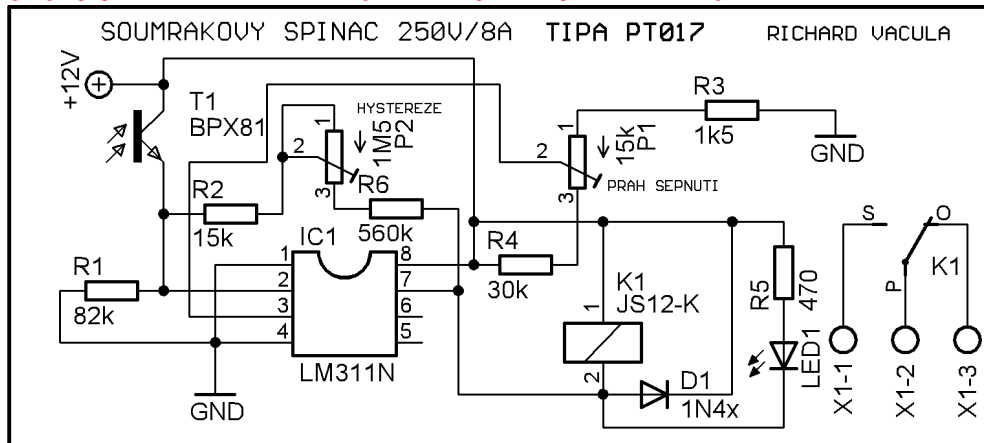 SOUMRAKOVY SPINAC 250V/8A TIPA PT017 RICHARD VACULA
+12V
T1
BPX81
HYSTEREZE
1
2
3
1M5
P2
1
2
3
15k
P1
PRAH SEPNUTI
R3
1k5
GND
R2
15k
R6
560k
R1
82k
IC1
1
2
3
4
8
7
6
5
LM311N
GND
R4
30k
K1
JS12-K
1
2
D1
1N4x
R5
470
LED1
S
O
P
K1
X1-1
X1-2
X1-3